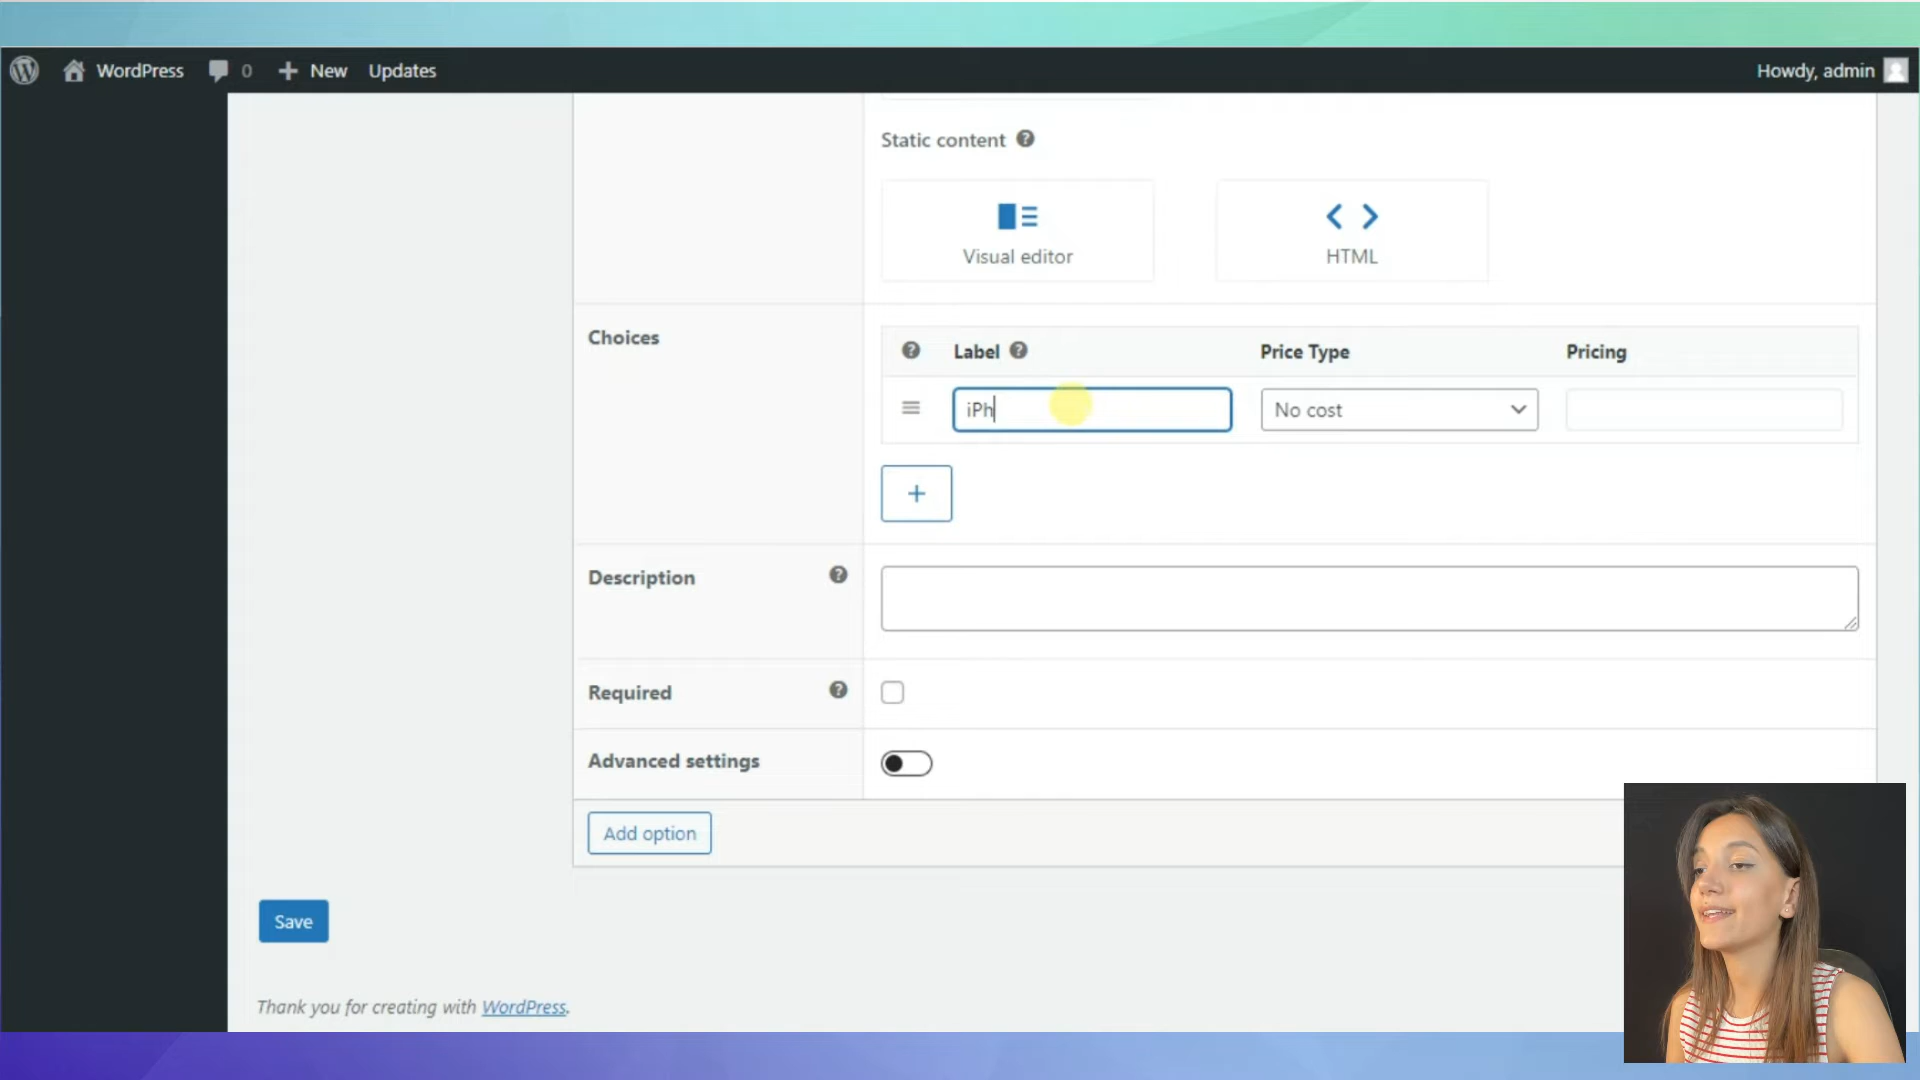 WordPress 0 New Updates Howdy, admin
Static content
Visual editor HTML
Choices
Label Price Type Pricing
iPh No cost
+
Description
Required
Advanced settings
Add option
Save
Thank you for creating with WordPress.